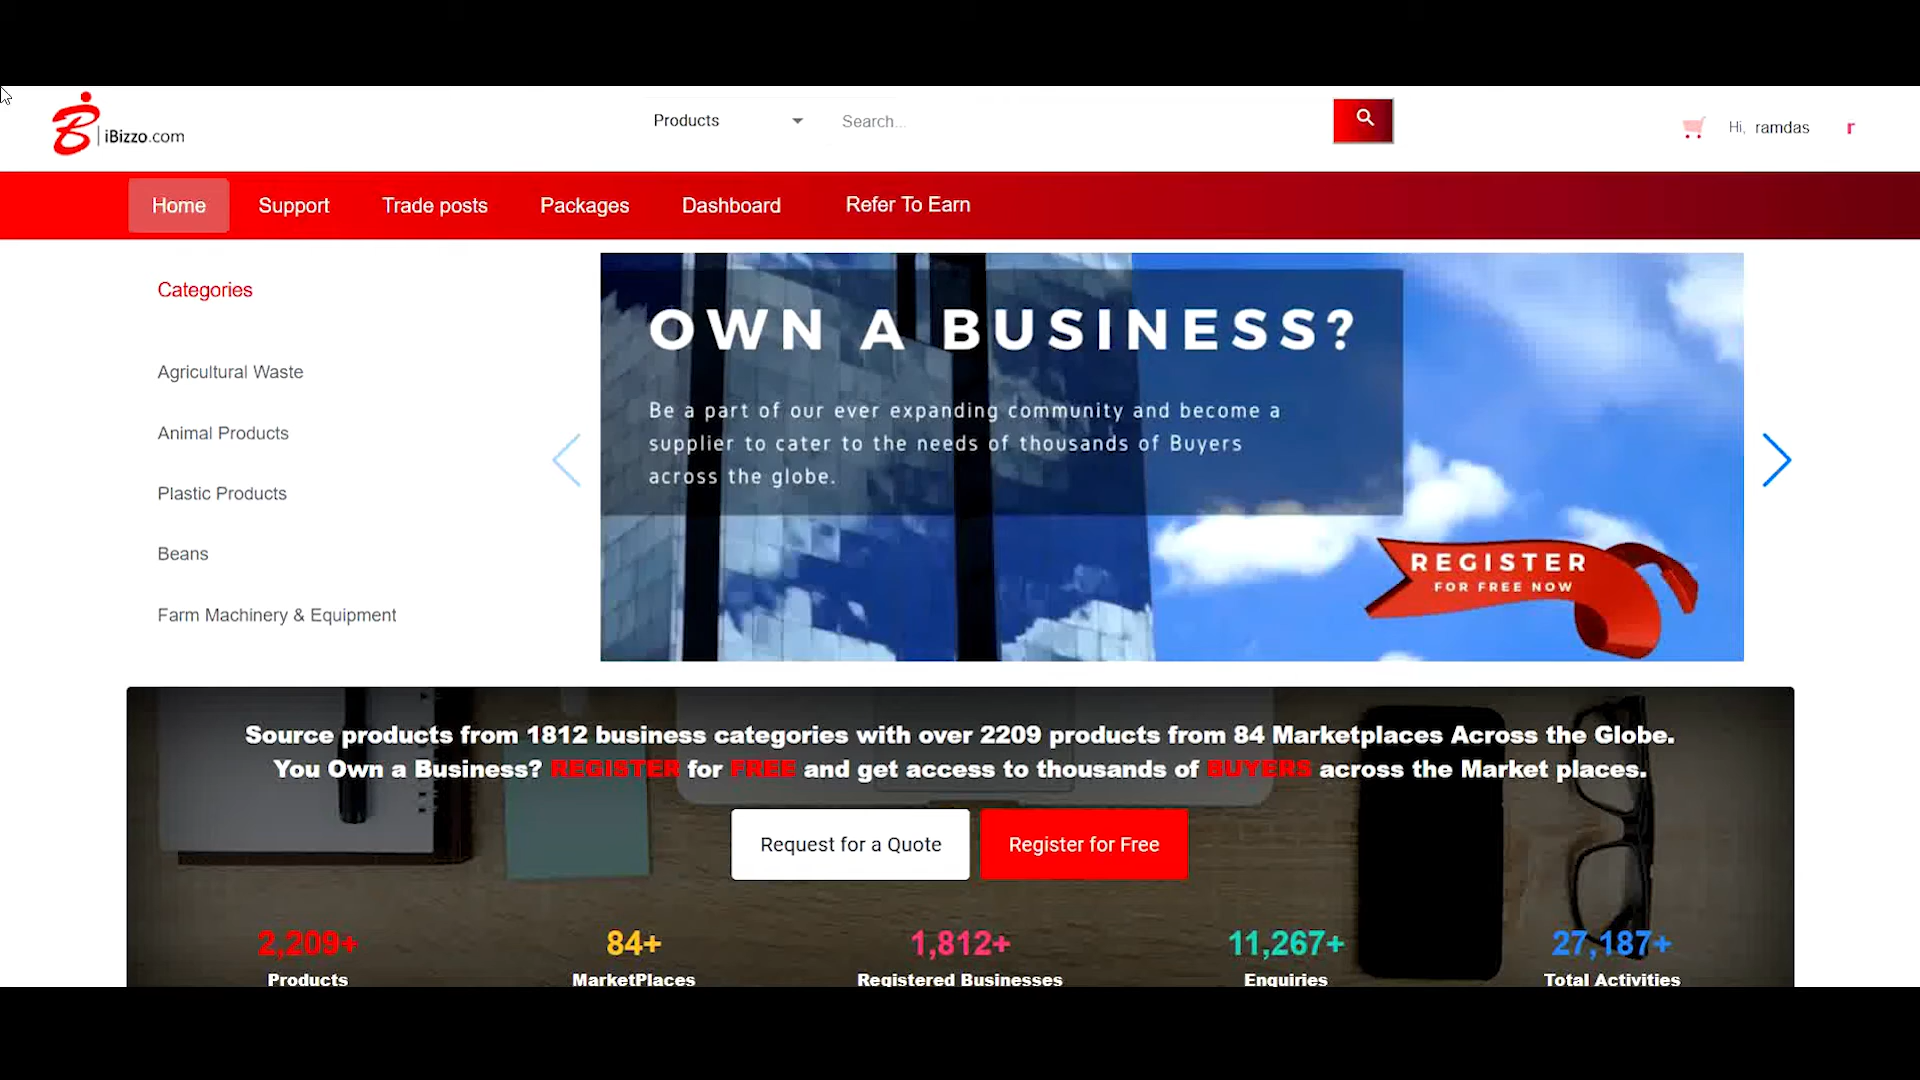 iBizzo.com
Products
Search...
Hi, ramdas
r
Home
Support
Trade posts
Packages
Dashboard
Refer To Earn
Categories
Agricultural Waste
Animal Products
Plastic Products
Beans
Farm Machinery & Equipment
OWN A BUSINESS?
Be a part of our ever expanding community and become a
supplier to cater to the needs of thousands of Buyers
across the globe.
REGISTER
FOR FREE NOW
Source products from 1812 business categories with over 2209 products from 84 Marketplaces Across the Globe.
You Own a Business? REGISTER for FREE and get access to thousands of BUYERS across the Market places.
Request for a Quote
Register for Free
2,209+
Products
84+
MarketPlaces
1,812+
Registered Businesses
11,267+
Enquiries
27,187+
Total Activities